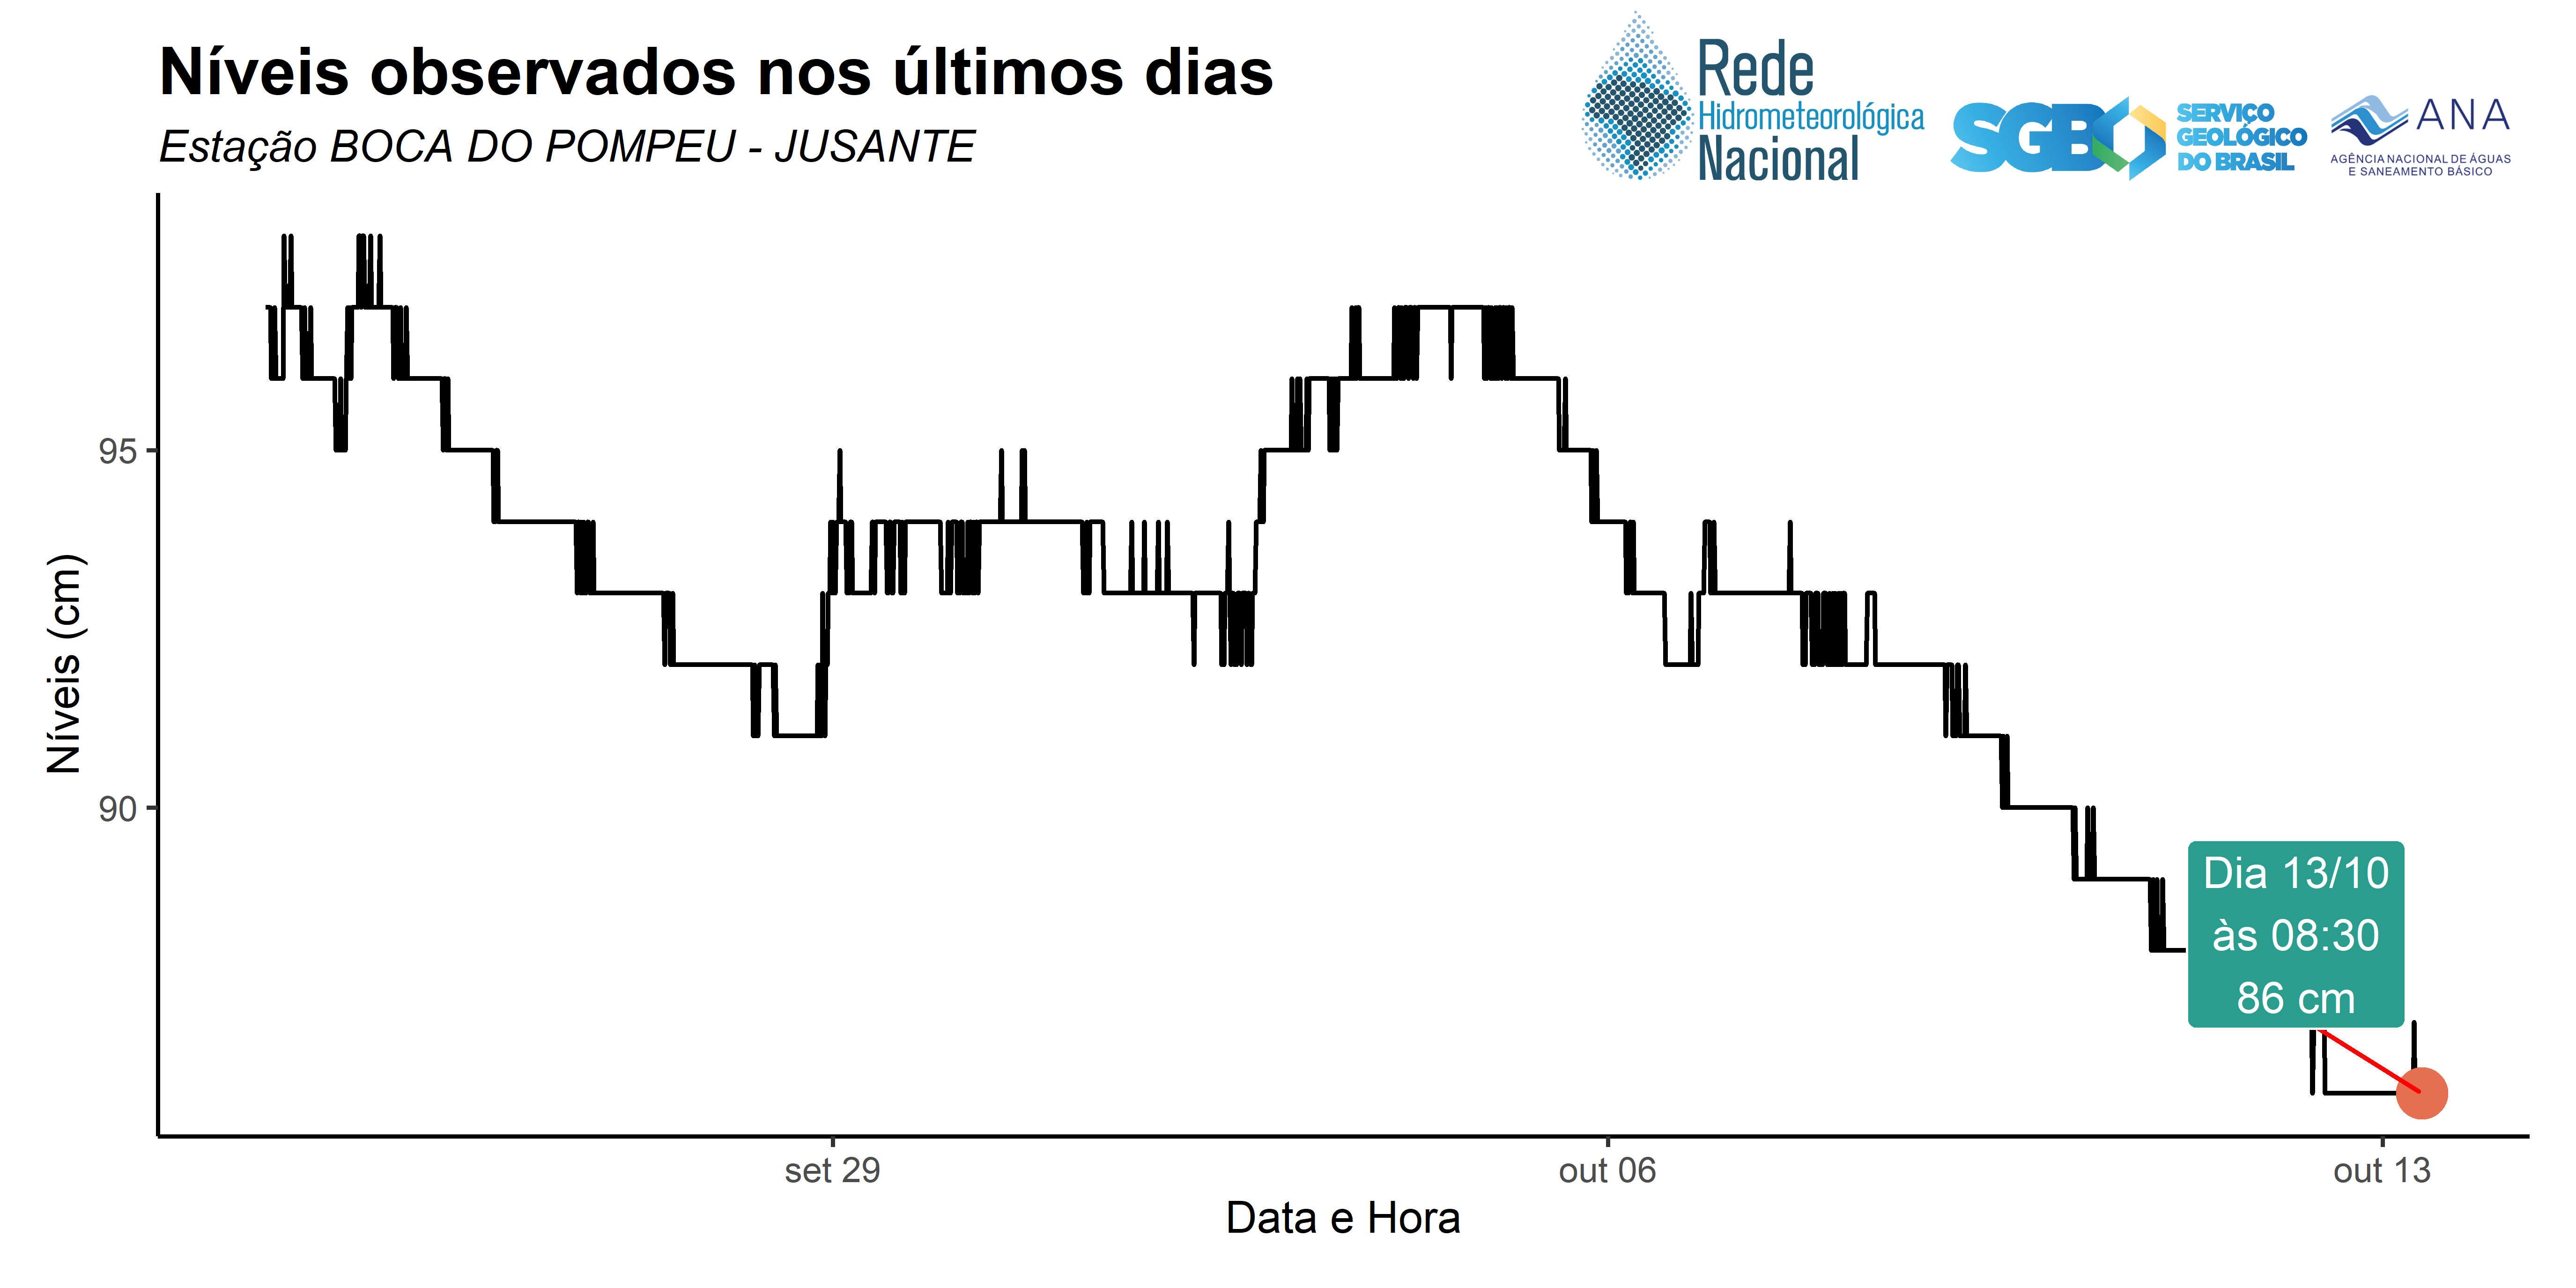 Níveis observados nos últimos dias
Estação BOCA DO POMPEU - JUSANTE
Rede
Hidrometeorológica
Nacional
SGB
SERVIÇO
GEOLÓGICO
DO BRASIL
ANA
AGÊNCIA NACIONAL DE ÁGUAS
E SANEAMENTO BÁSICO
Níveis (cm)
95
90
Dia 13/10
às 08:30
86 cm
set 29
out 06
out 13
Data e Hora